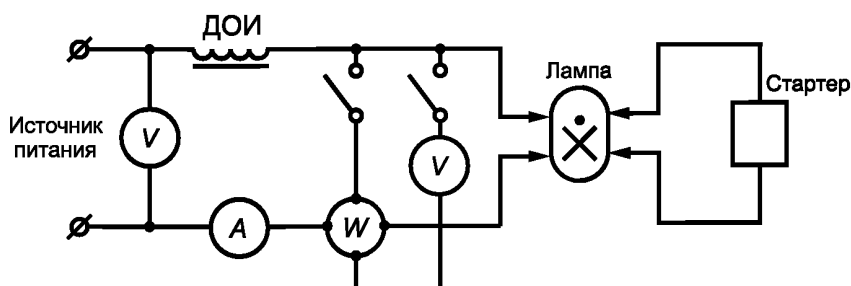 ДОИ
Лампа
Стартер
Источник
питания
V
V
A
W